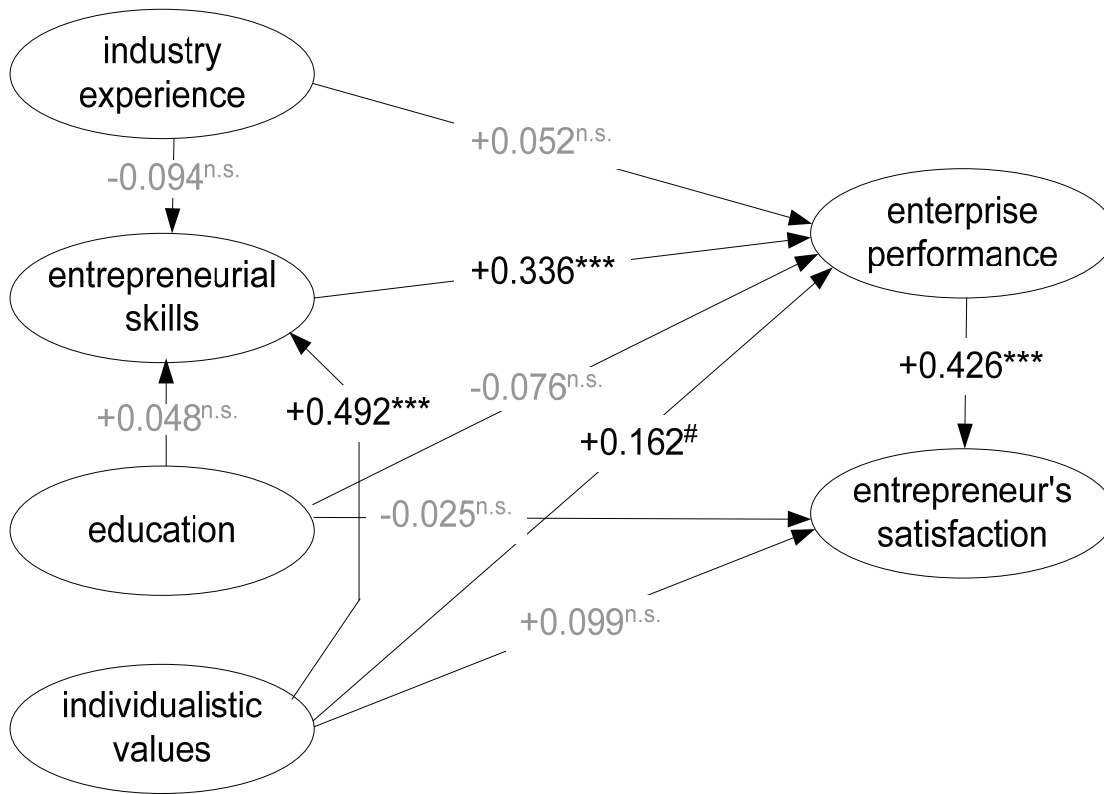 industry
experience
+0.052n.s.
-0.094n.s.
enterprise
performance
entrepreneurial
skills
+0.336***
+0.426***
-0.076n.s.
+0.048n.s.
+0.492***
+0.162#
education
-0.025n.s.
entrepreneur's
satisfaction
+0.099n.s.
individualistic
values